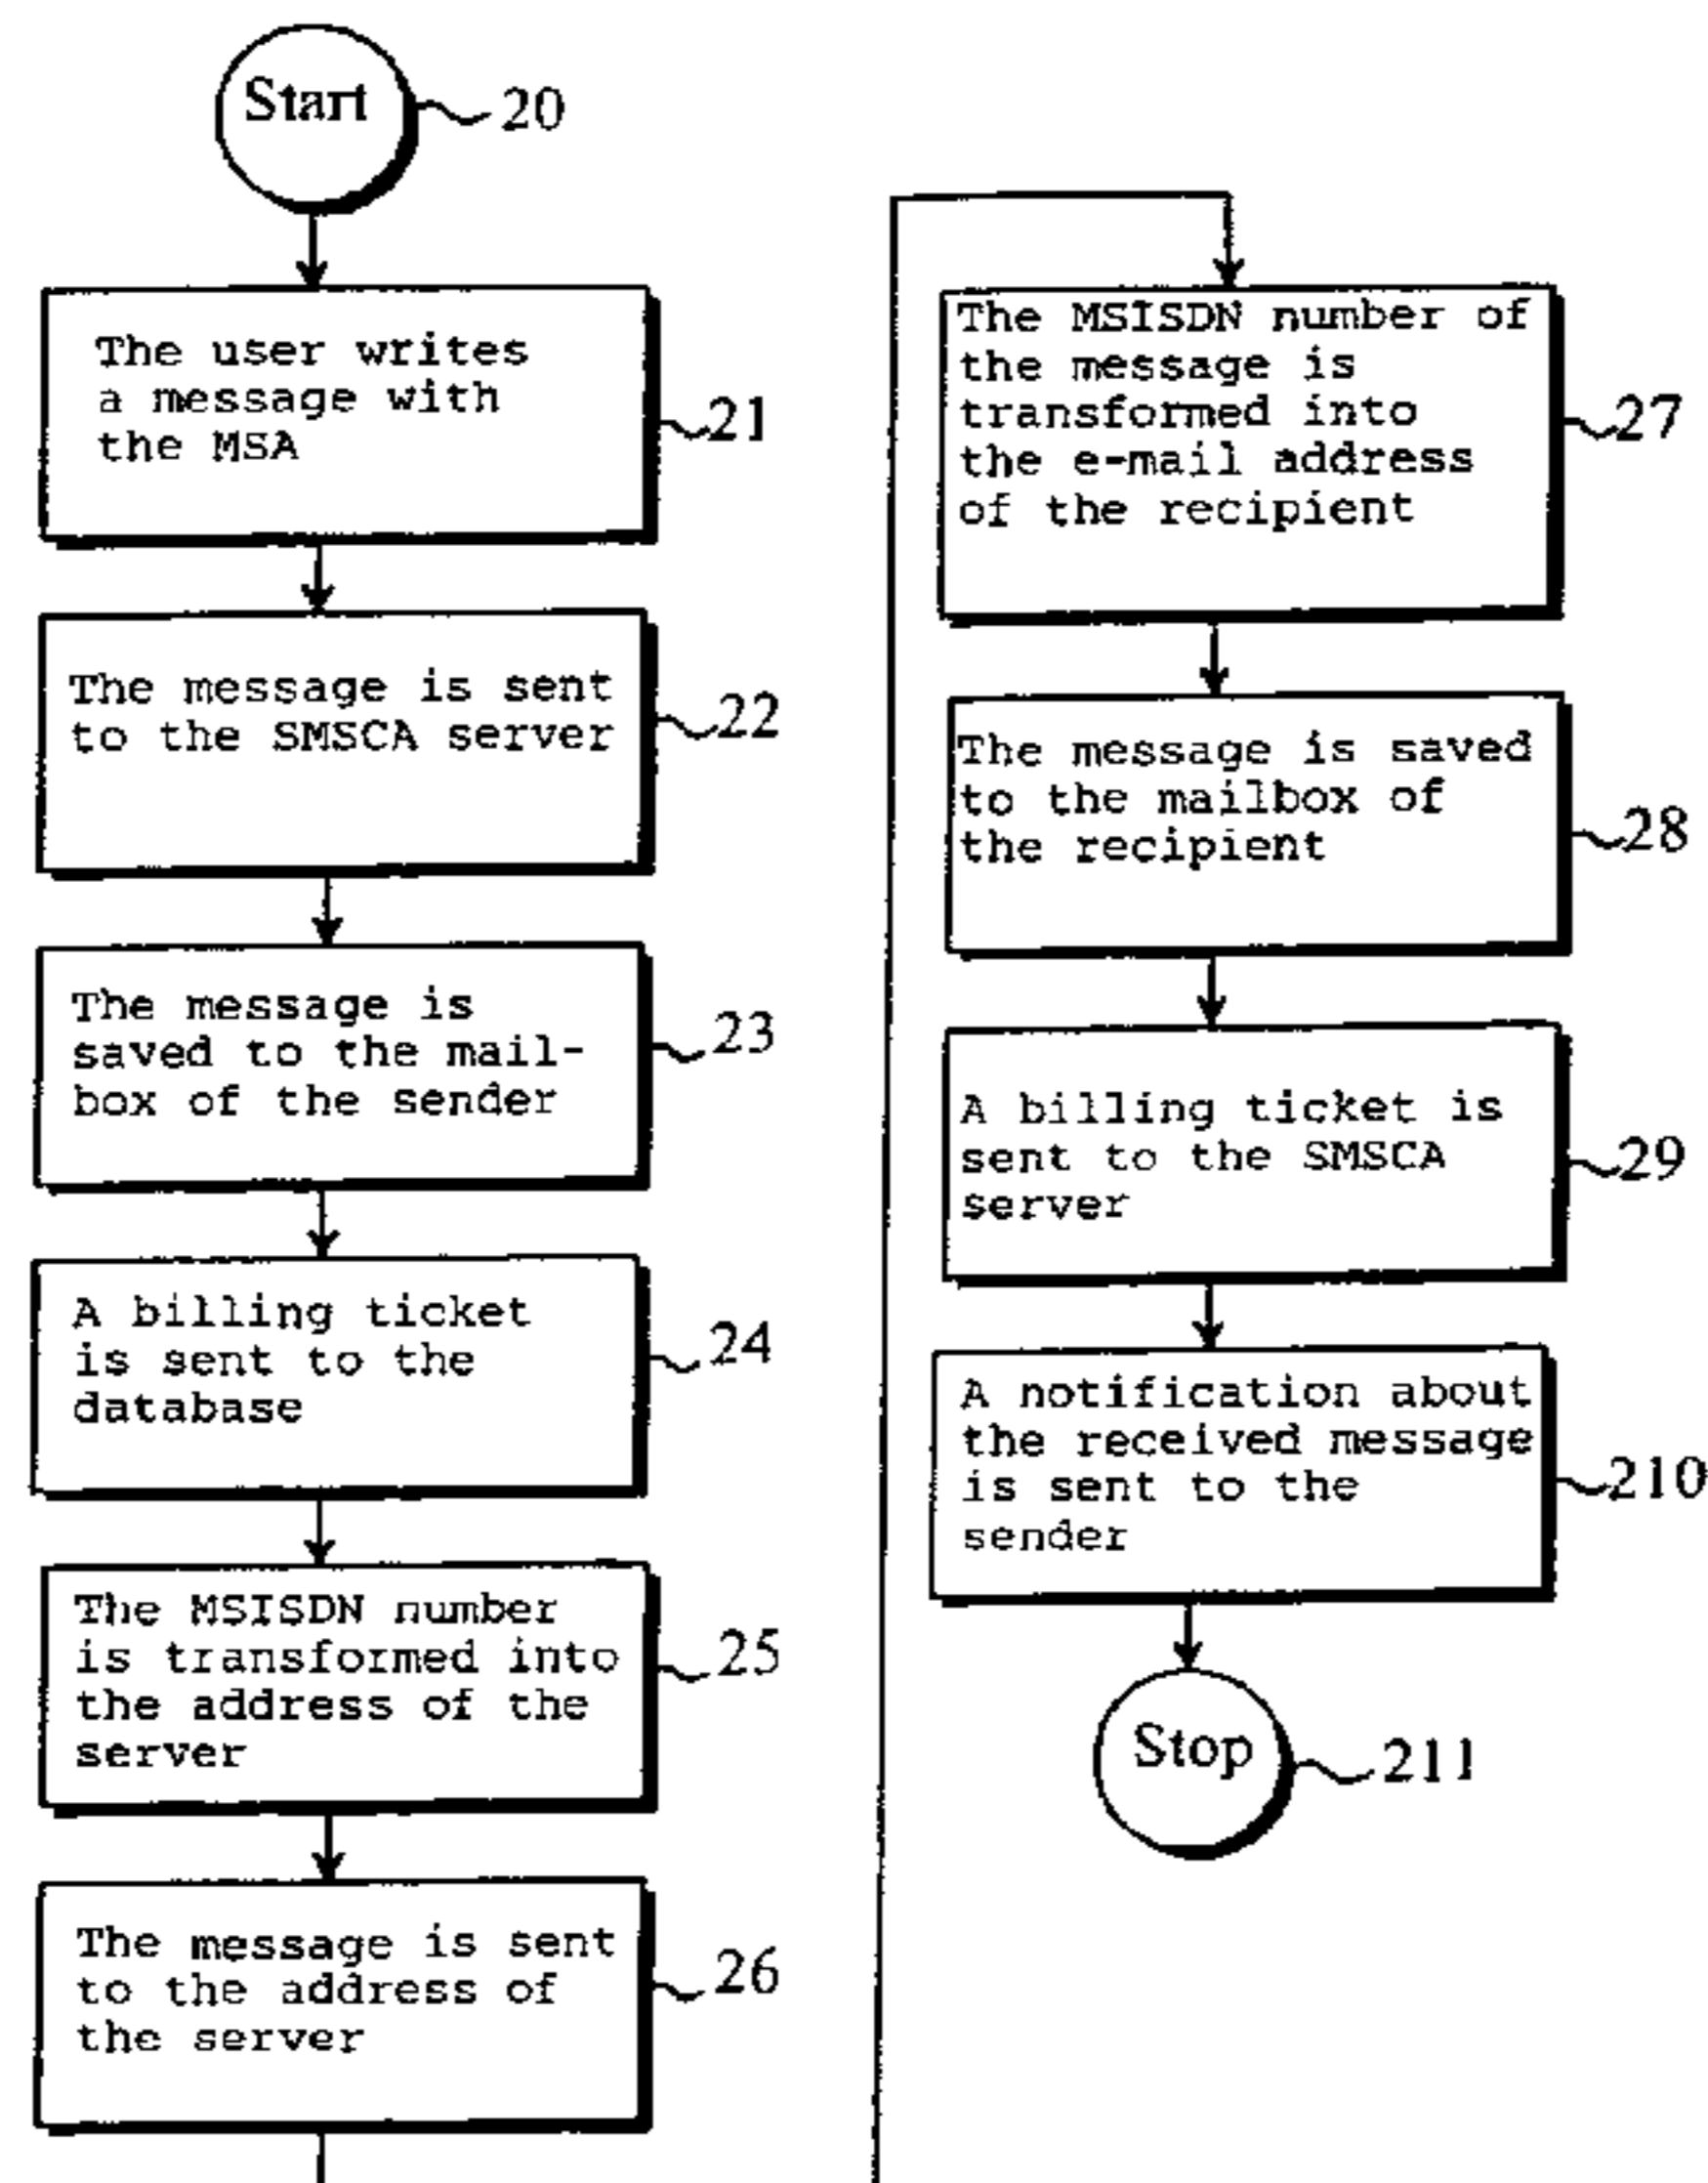 Start
20
The user writes
a message with
the MSA
21
The message is sent
to the SMSCA server
22
The message is
saved to the mail-
box of the sender
23
A billing ticket
is sent to the
database
24
The MSISDN number
is transformed into
the address of the
server
25
The message is sent
to the address of
the server
26
The MSISDN number of
the message is
transformed into
the e-mail address
of the recipient
27
The message is saved
to the mailbox of
the recipient
28
A billing ticket is
sent to the SMSCA
server
29
A notification about
the received message
is sent to the
sender
210
Stop
211